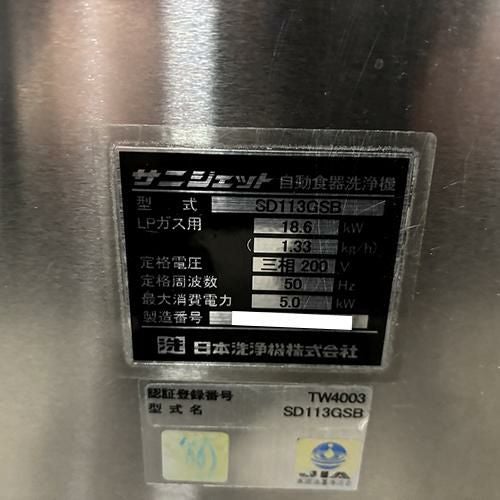 サニジェット 自動食器洗浄機
型 式 SD113GSB
LPガス用 18.6 kW
( 1.33 kg/h)
定格電圧 三相 200 V
定格周波数 50 Hz
最大消費電力 5.0 kW
製造番号
洗 日本洗浄機株式会社
認証登録番号 TW4003
型式名 SD113GSB
JIA